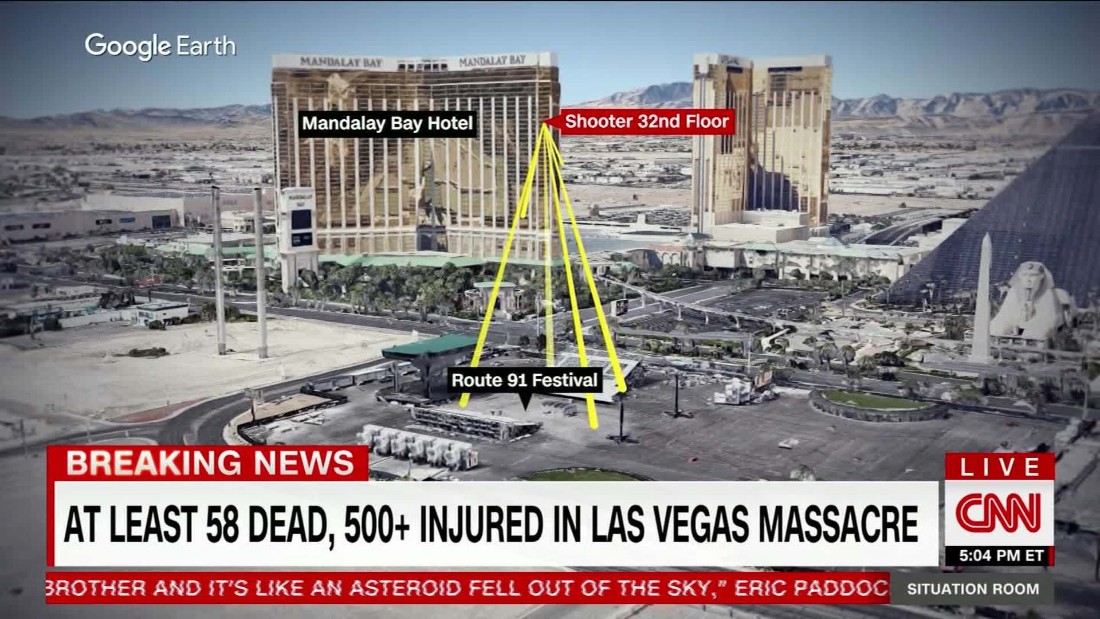 Google Earth
MANDALAY BAY
MANDALAY BAY
Mandalay Bay Hotel
Shooter 32nd Floor
Route 91 Festival
BREAKING NEWS
AT LEAST 58 DEAD, 500+ INJURED IN LAS VEGAS MASSACRE
LIVE
CNN
5:04 PM ET
BROTHER AND IT'S LIKE AN ASTEROID FELL OUT OF THE SKY," ERIC PADDOC
SITUATION ROOM